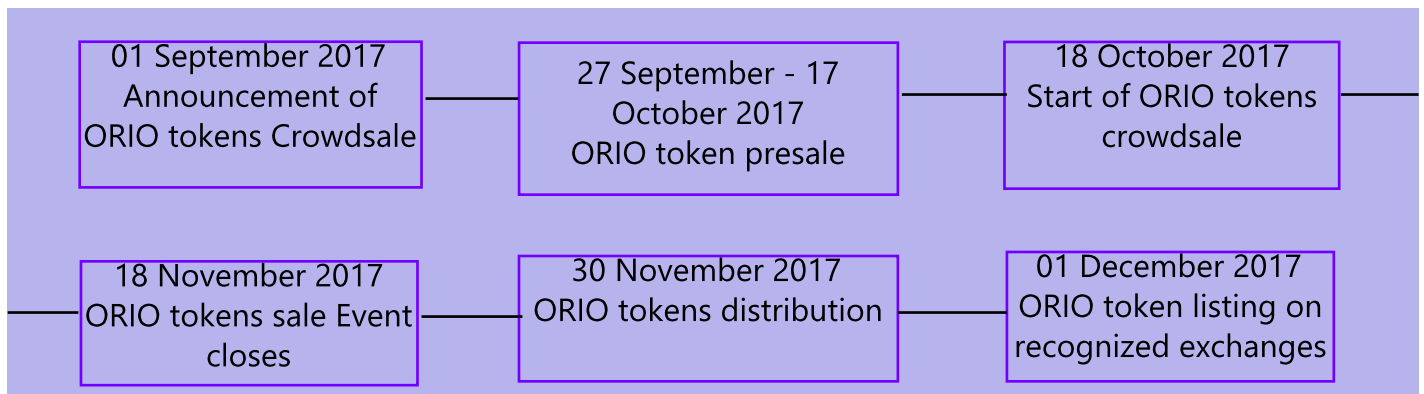 01 September 2017
Announcement of
ORIO tokens Crowdsale
27 September - 17
October 2017
ORIO token presale
18 October 2017
Start of ORIO tokens
crowdsale
18 November 2017
ORIO tokens sale Event
closes
30 November 2017
ORIO tokens distribution
01 December 2017
ORIO token listing on
recognized exchanges